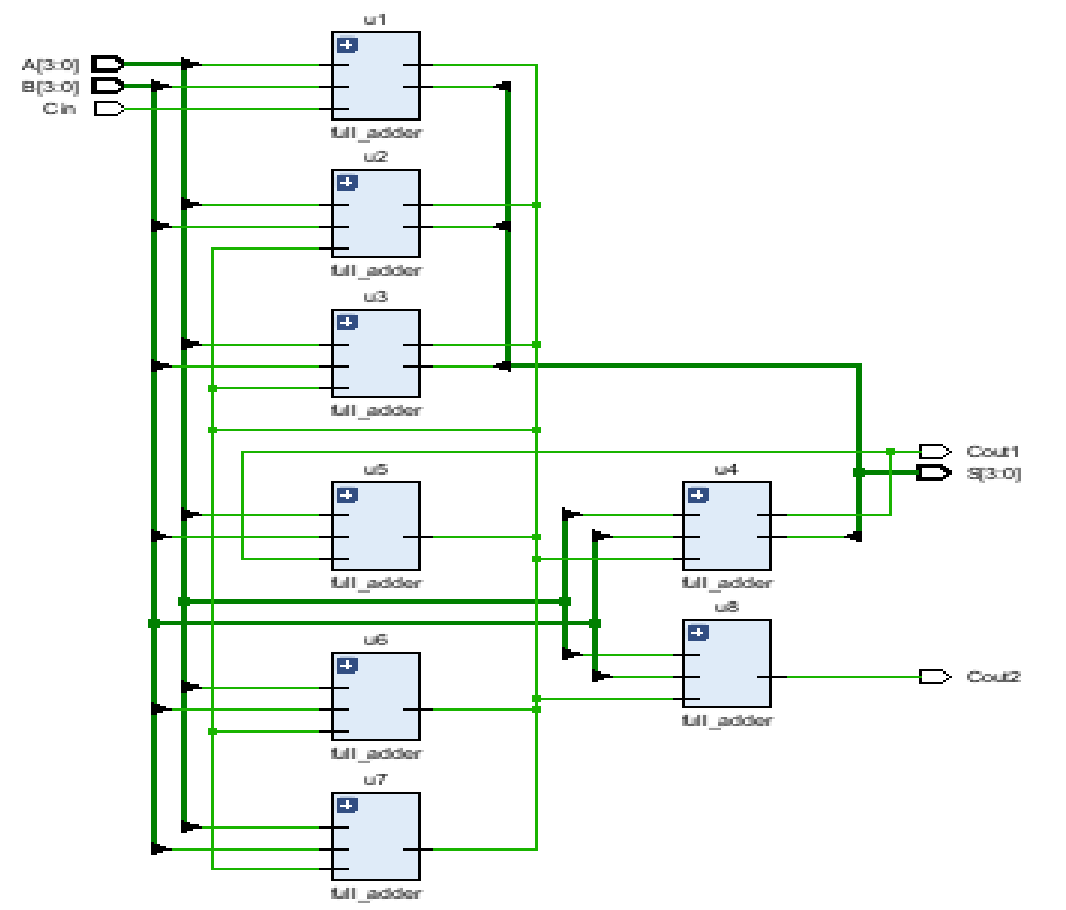 u1
A[3:0]
B[3:0]
Cin
full_adder
u2
full_adder
u3
full_adder
Cout1
u5
u4
S[3:0]
full_adder
full_adder
u8
u6
Cout2
full_adder
full_adder
u7
full_adder